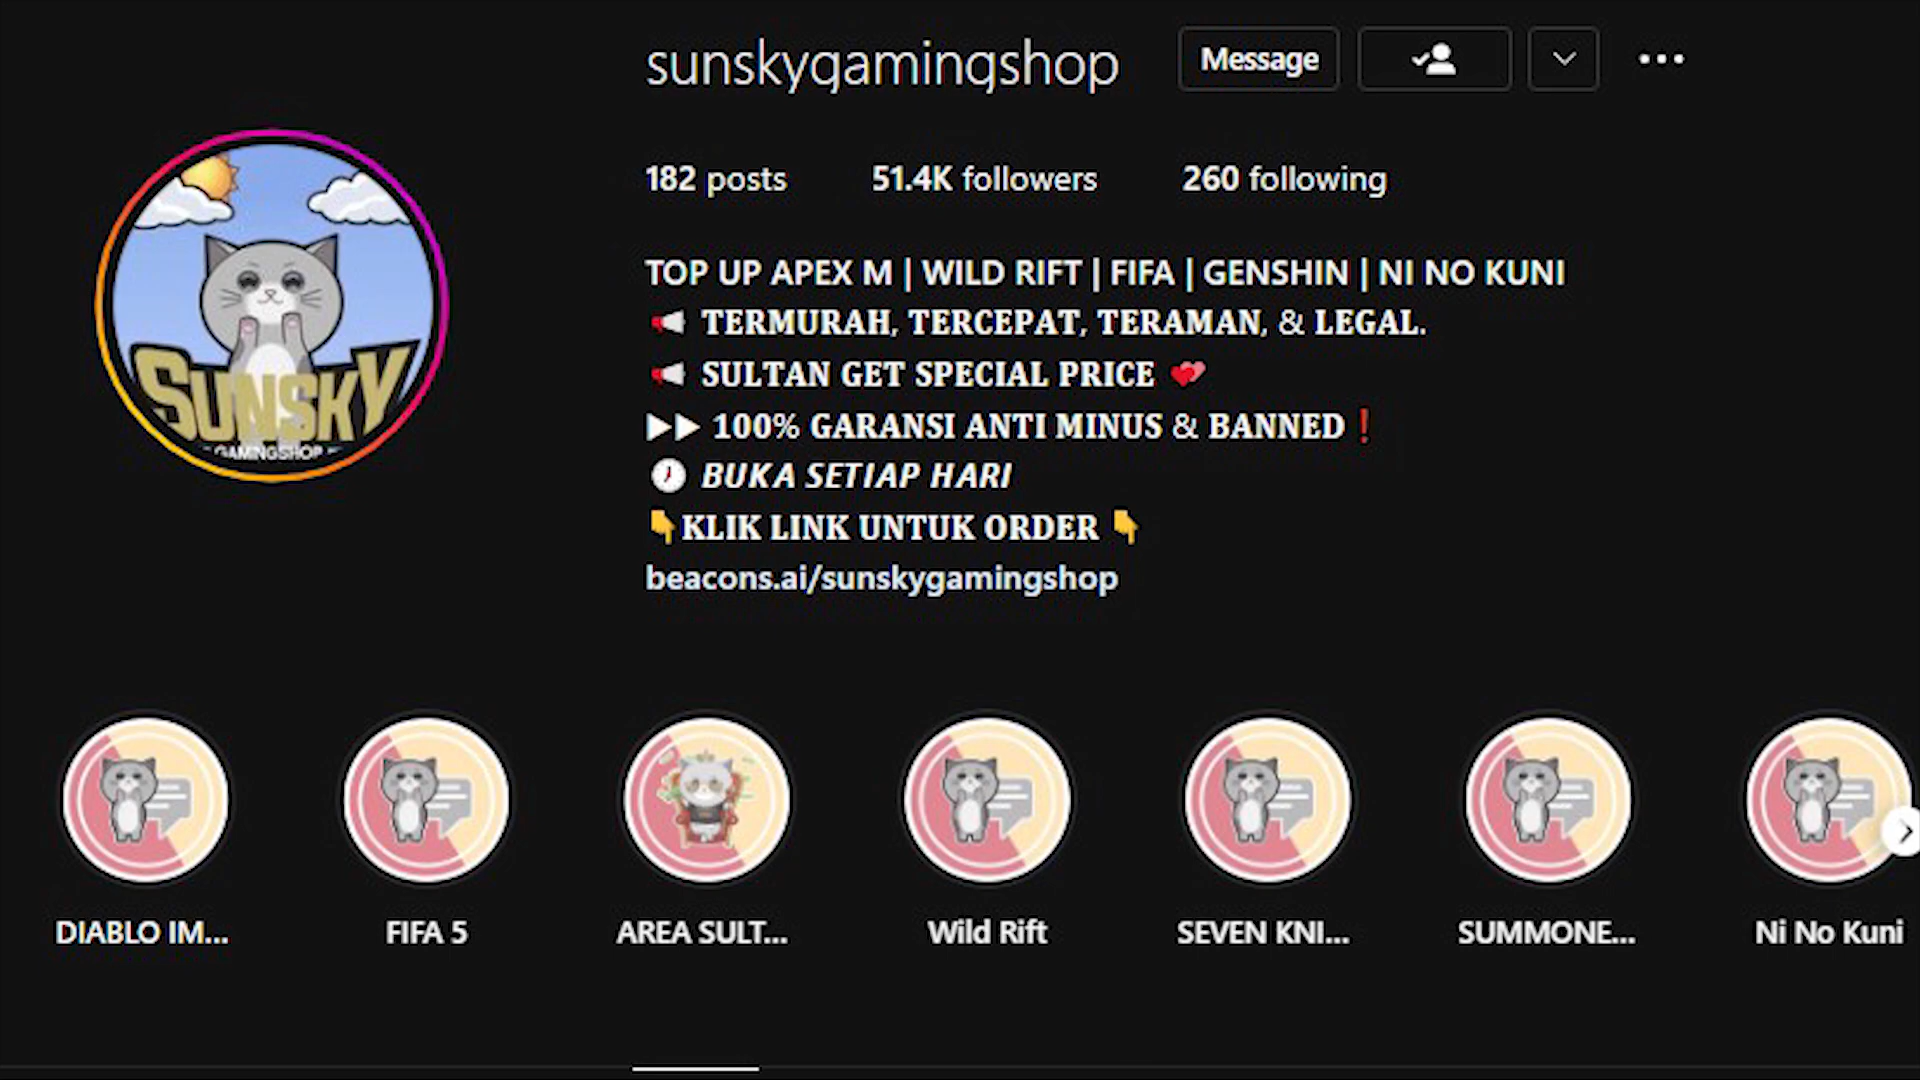 sunskygamingshop
Message
182 posts 51.4K followers 260 following
TOP UP APEX M | WILD RIFT | FIFA | GENSHIN | NI NO KUNI
📢 TERMURAH, TERCEPAT, TERAMAN, & LEGAL.
📢 SULTAN GET SPECIAL PRICE 💕
▶▶ 100% GARANSI ANTI MINUS & BANNED❗
🕖 BUKA SETIAP HARI
👇KLIK LINK UNTUK ORDER 👇
beacons.ai/sunskygamingshop
SUNSKY
GAMINGSHOP
DIABLO IM... FIFA 5 AREA SULT... Wild Rift SEVEN KNI... SUMMONE... Ni No Kuni